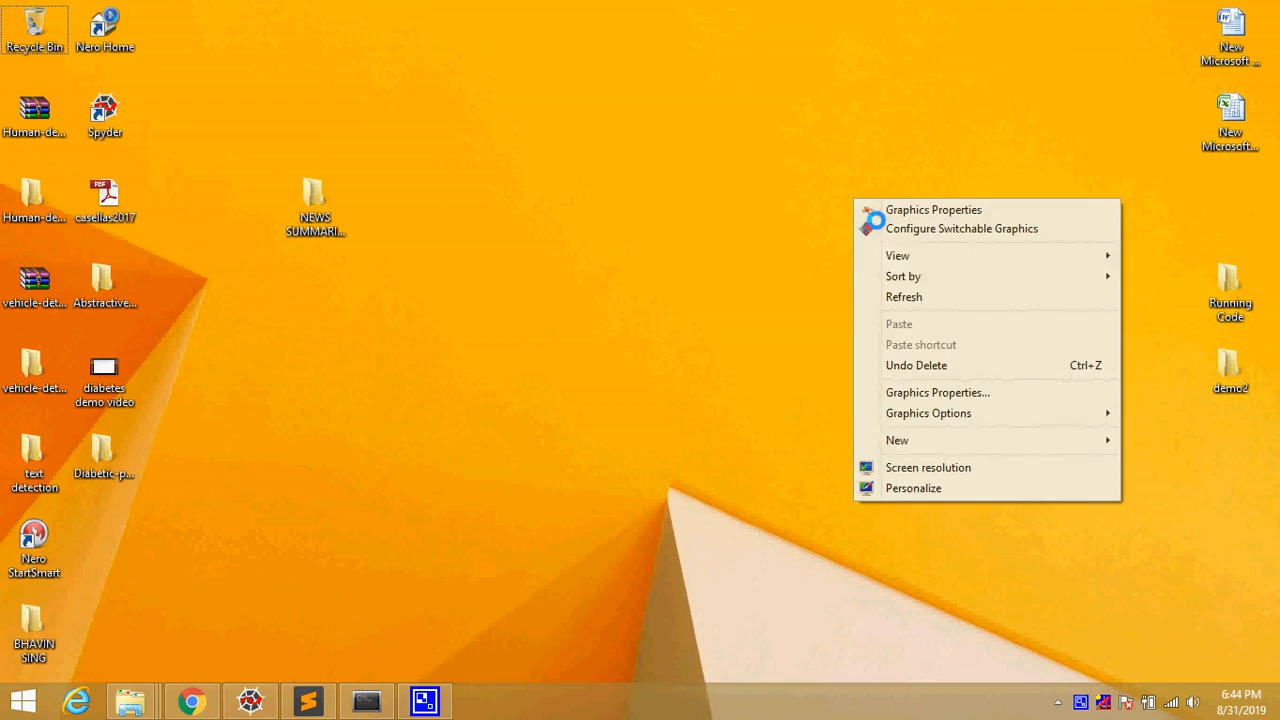 Recycle Bin
Nero Home
Human-de...
Spyder
Human-de...
casellas2017
vehicle-det...
Abstractive...
vehicle-det...
diabetes
demo video
text
detection
Diabetic-p...
Nero
StartSmart
BHAVIN
SING
NEWS
SUMMARI...
Graphics Properties
Configure Switchable Graphics
View
Sort by
Refresh
Paste
Paste shortcut
Undo Delete Ctrl+Z
Graphics Properties...
Graphics Options
New
Screen resolution
Personalize
New
Microsoft ...
New
Microsoft...
Running
Code
demo2
PDF
6:44 PM
8/31/2019